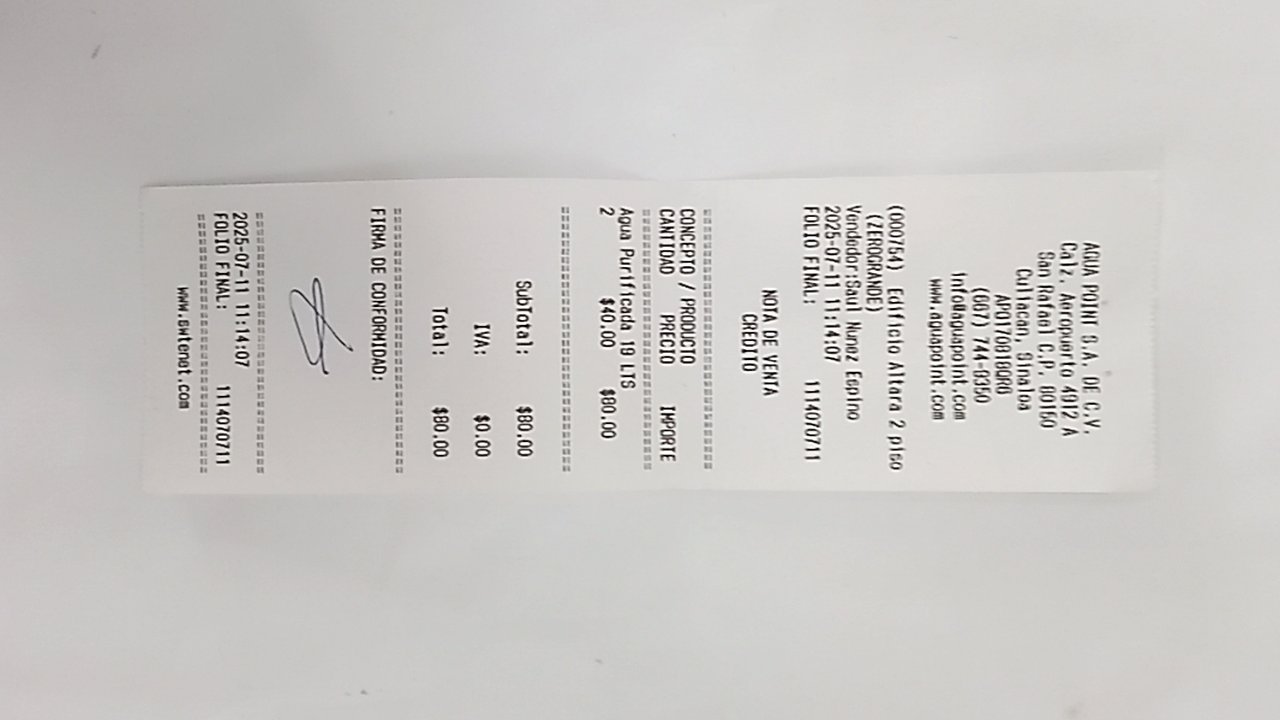 AGUA POINT S.A. DE C.V.
Calz. Aeropuerto 4912 A
San Rafael C.P. 80150
Culiacan, Sinaloa
APO170818QR6
(667) 744-8350
info@aguapoint.com
www.aguapoint.com
(000754) Edificio Altara 2 piso
(ZEROGRANDE)
Vendedor:Saul Nunez Espino
2025-07-11 11:14:07
FOLIO FINAL: 1114070711
NOTA DE VENTA
CREDITO
===============================
CONCEPTO / PRODUCTO
CANTIDAD PRECIO IMPORTE
===============================
Agua Purificada 19 LTS
2 $40.00 $80.00
===============================
SubTotal: $80.00
IVA: $0.00
Total: $80.00
===============================
FIRMA DE CONFORMIDAD:
===============================
2025-07-11 11:14:07
FOLIO FINAL: 1114070711
===============================
www.gwtenet.com